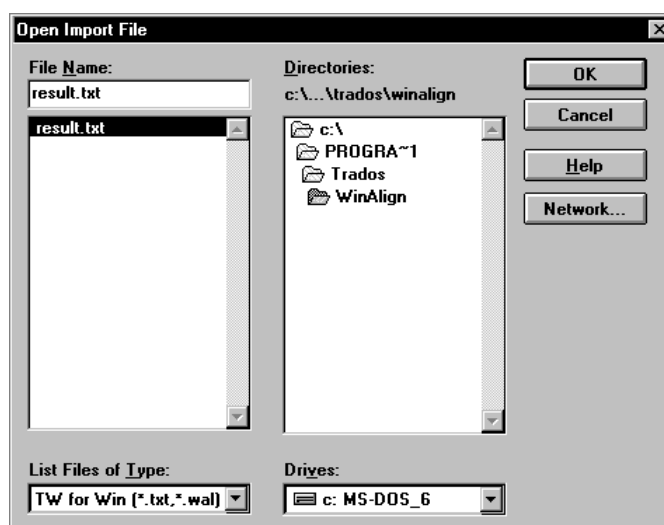 Open Import File
File Name:
result.txt
result.txt
List Files of Type:
TW for Win (*.txt,*.wal)
Directories:
c:\...\trados\winalign
c:\
PROGRA~1
Trados
WinAlign
Drives:
c: MS-DOS_6
OK
Cancel
Help
Network...